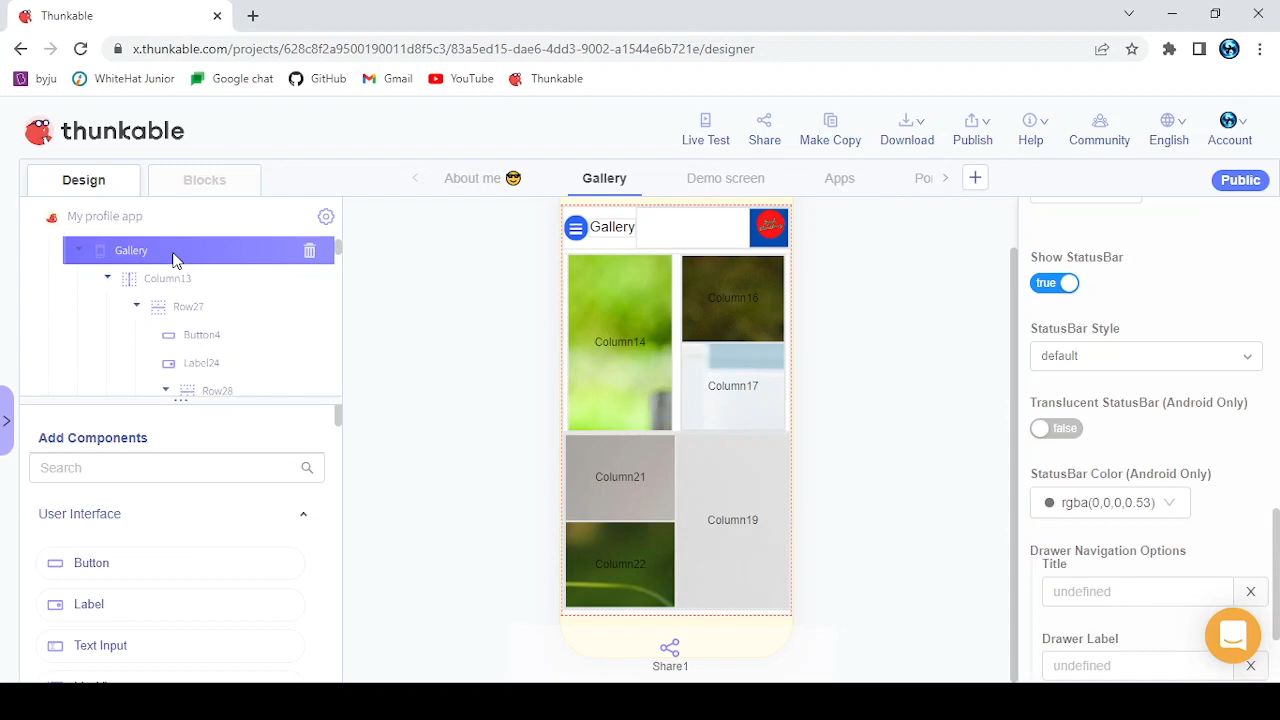 Thunkable
x.thunkable.com/projects/628c8f2a9500190011d8f5c3/83a5ed15-dae6-4dd3-9002-a1544e6b721e/designer
byju WhiteHat Junior Google chat GitHub Gmail YouTube Thunkable
thunkable
Live Test Share Make Copy Download Publish Help Community English Account
Design Blocks About me 😎 Gallery Demo screen Apps Public
My profile app
Gallery
Column13
Row27
Button4
Label24
Row28
Add Components
Search
User Interface
Button
Label
Text Input
Gallery
Column14
Column16
Column17
Column21
Column19
Column22
Share1
Show StatusBar
true
StatusBar Style
default
Translucent StatusBar (Android Only)
false
StatusBar Color (Android Only)
rgba(0,0,0,0.53)
Drawer Navigation Options
Title
undefined X
Drawer Label
undefined X